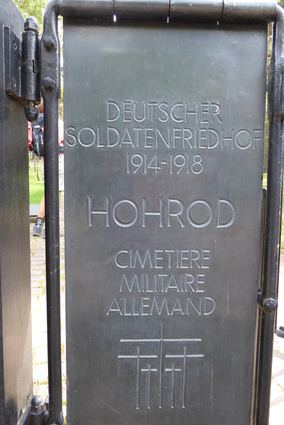 DEUTSCHER
SOLDATENFRIEDHOF
1914-1918
HOHROD
CIMETIERE
MILITAIRE
ALLEMAND